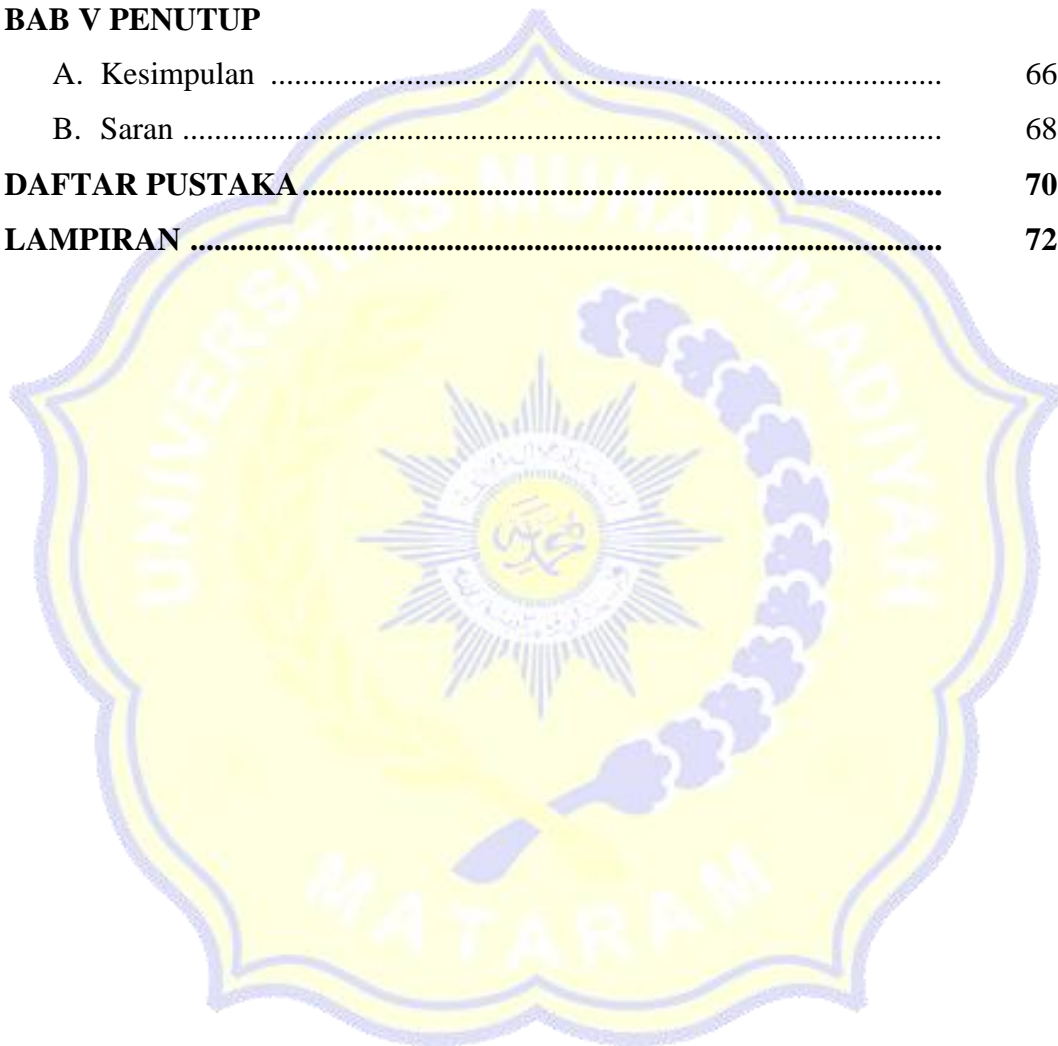 BAB V PENUTUP
A. Kesimpulan ..................................................................................... 66
B. Saran ................................................................................................ 68
DAFTAR PUSTAKA ................................................................................. 70
LAMPIRAN ............................................................................................... 72
UNIVERSITAS MUHAMMADIYAH
MATARAM